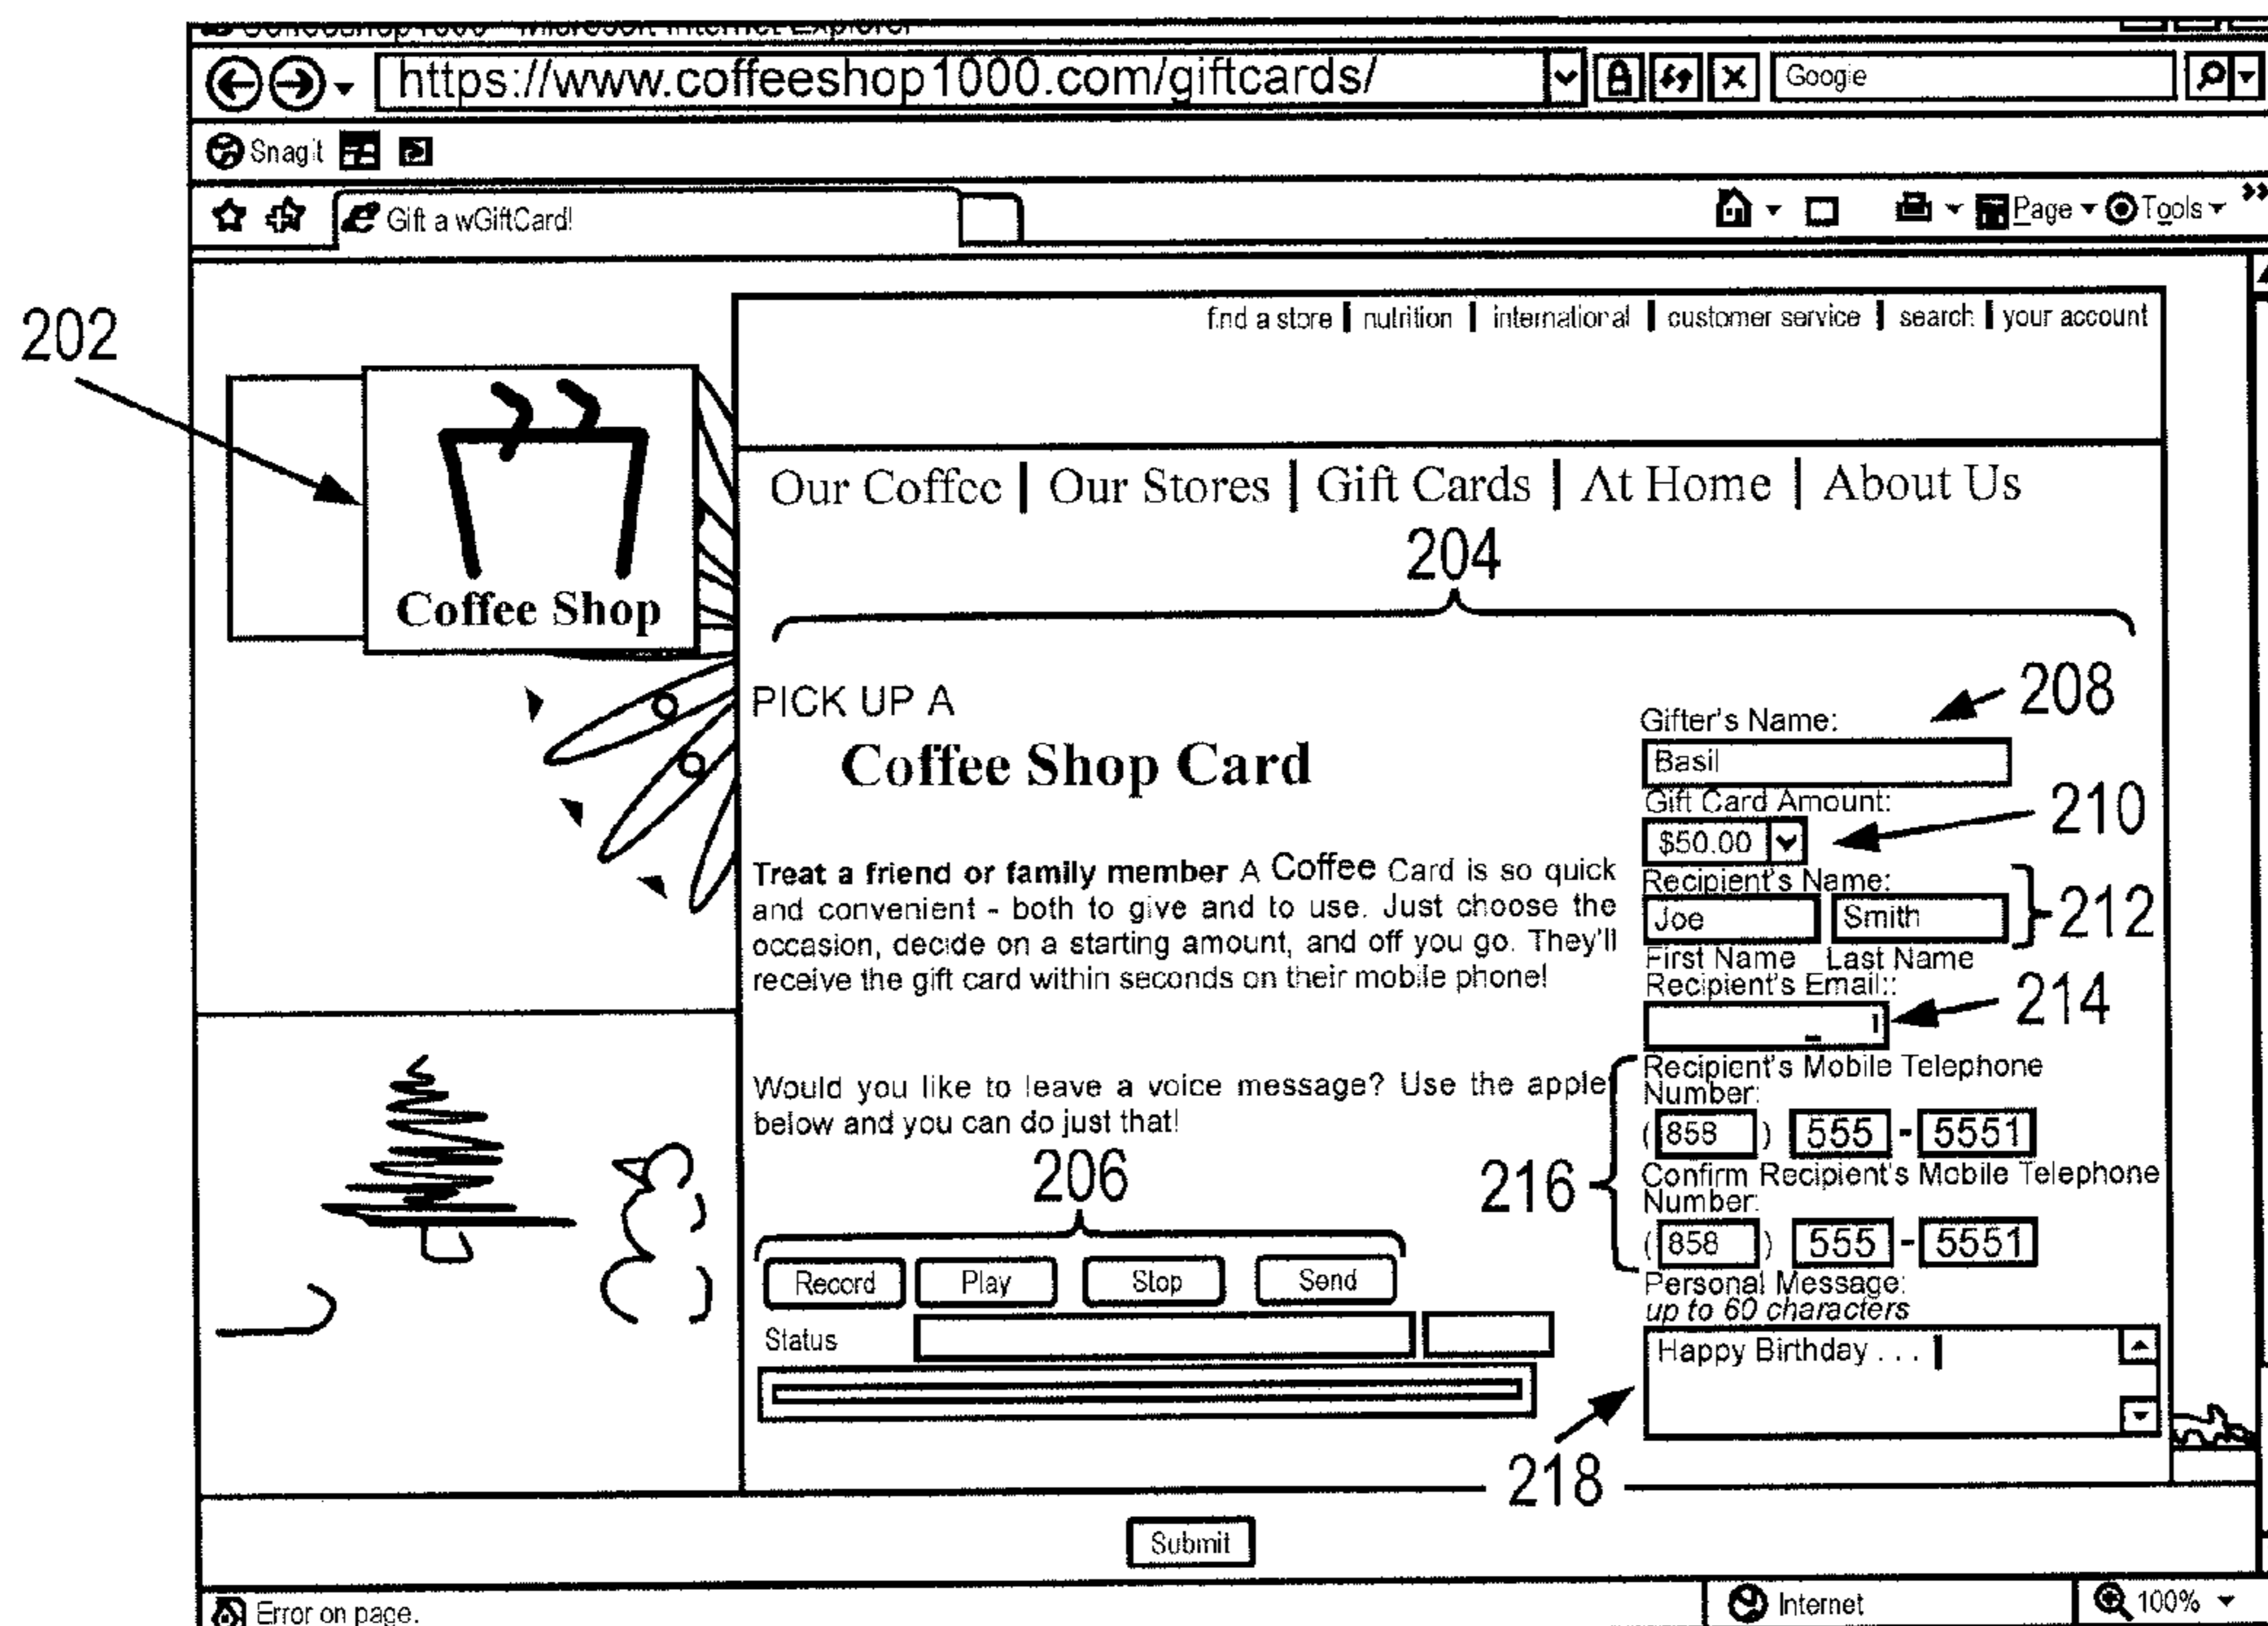 https://www.coffeeshop1000.com/giftcards/
Google
Snagit
Gift a wGiftCard!
Page
Tools
202
find a store | nutrition | international | customer service | search | your account
Coffee Shop
Our Coffee | Our Stores | Gift Cards | At Home | About Us
204
PICK UP A
Coffee Shop Card
Treat a friend or family member A Coffee Card is so quick
and convenient - both to give and to use. Just choose the
occasion, decide on a starting amount, and off you go. They'll
receive the gift card within seconds on their mobile phone!
Would you like to leave a voice message? Use the applet
below and you can do just that!
206
Record Play Stop Send
Status
Gifter's Name:
208
Basil
Gift Card Amount:
210
$50.00
Recipient's Name:
Joe Smith
212
First Name Last Name
Recipient's Email::
214
Recipient's Mobile Telephone
Number:
(858) 555 - 5551
216
Confirm Recipient's Mobile Telephone
Number:
(858) 555 - 5551
Personal Message:
up to 60 characters
Happy Birthday . . .
218
Submit
Error on page.
Internet
100%